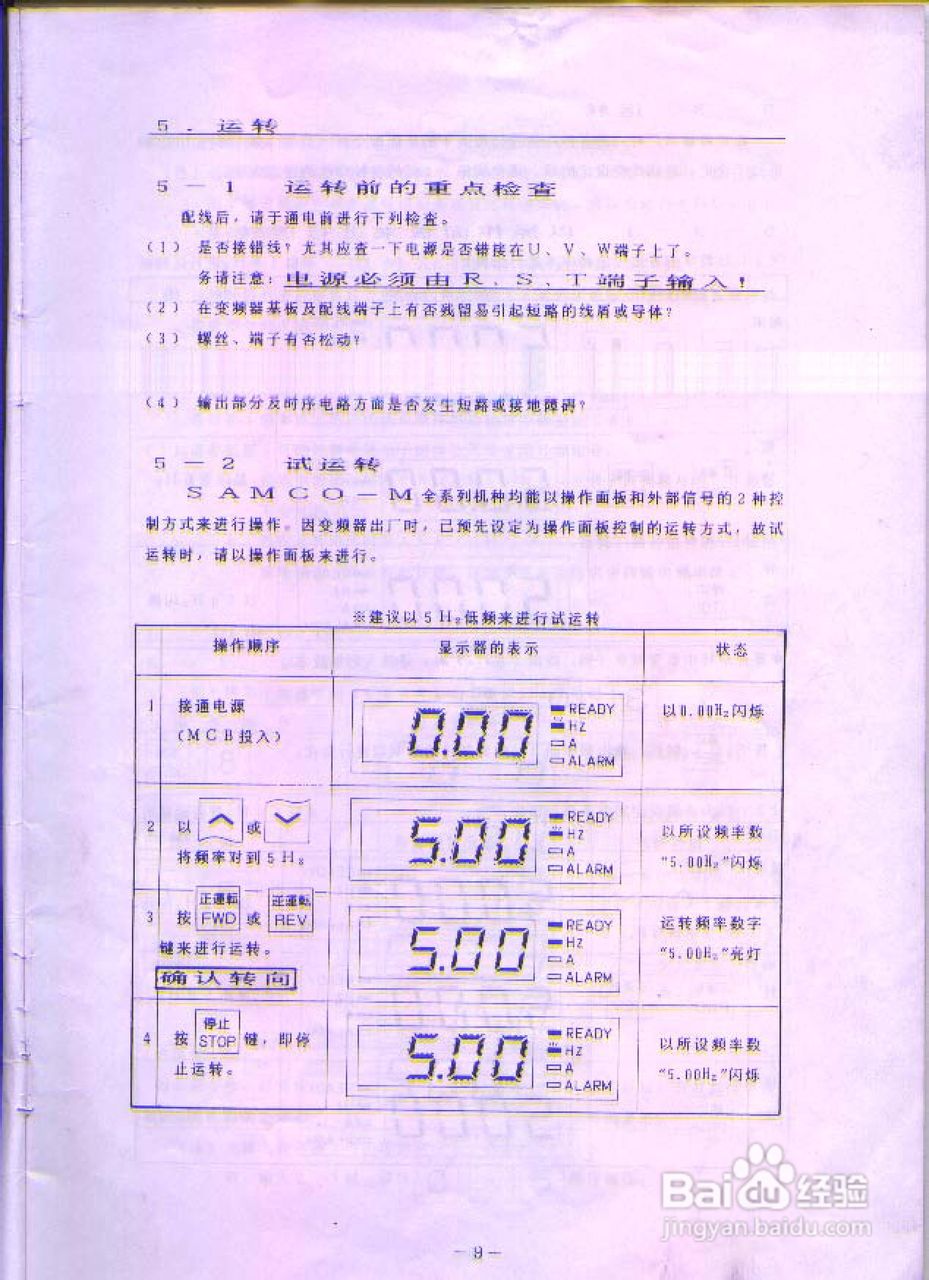 5 . 运转
5 － 1 运转前的重点检查
配线后，请于通电前进行下列检查。
(1) 是否接错线？尤其应查一下电源是否错接在U、V、W端子上了。
务请注意：电源必须由R、S、T端子输入！
(2) 在变频器基板及配线端子上有否残留易引起短路的线屑或导体？
(3) 螺丝、端子有否松动？
(4) 输出部分及时序电路方面是否发生短路或接地障碍？
5 － 2 试运转
SAMCO－M全系列机种均能以操作面板和外部信号的2种控
制方式来进行操作。因变频器出厂时，已预先设定为操作面板控制的运转方式，故试
运转时，请以操作面板来进行。
※建议以5Hz低频来进行试运转
操作顺序 显示器的表示 状态
1 接通电源
(MCB投入)
0.00
READY
HZ
A
ALARM
以0.00Hz闪烁
2 以 或
将频率对到5Hz
5.00
READY
HZ
A
ALARM
以所设频率数
"5.00Hz"闪烁
正運転 逆運転
3 按 FWD 或 REV
键来进行运转。
确认转向
5.00
READY
HZ
A
ALARM
运转频率数字
"5.00Hz"亮灯
停止
4 按 STOP 键，即停
止运转。
5.00
READY
HZ
A
ALARM
以所设频率数
"5.00Hz"闪烁
Baidu经验
jingyan.baidu.com
－9－